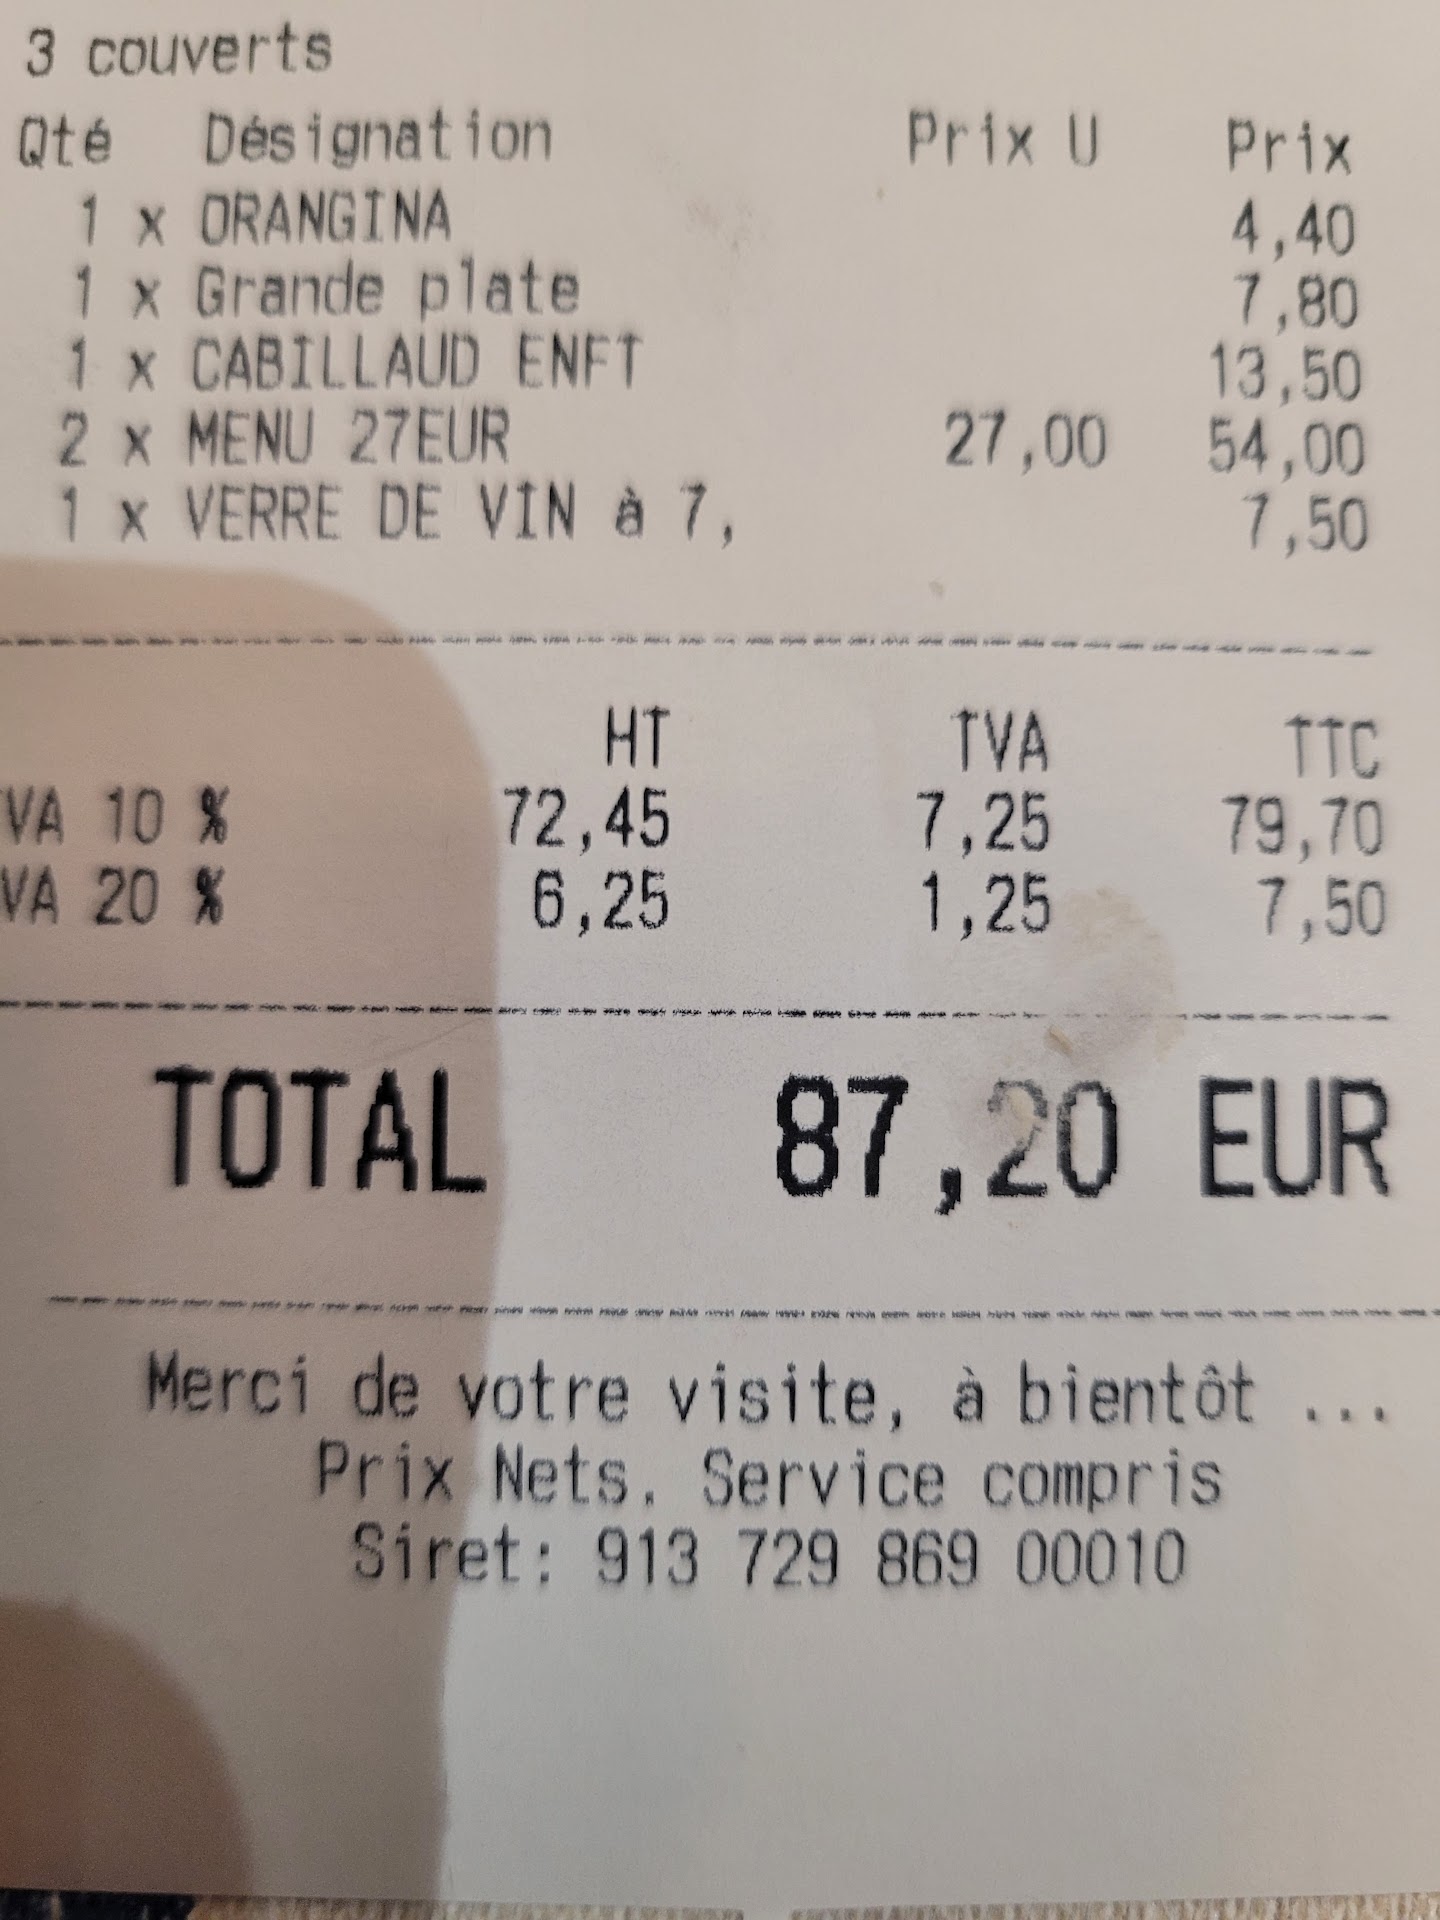 3 couverts
Qté Désignation Prix U Prix
1 x ORANGINA 4,40
1 x Grande plate 7,80
1 x CABILLAUD ENFT 13,50
2 x MENU 27EUR 27,00 54,00
1 x VERRE DE VIN à 7, 7,50
HT TVA TTC
VA 10 % 72,45 7,25 79,70
VA 20 % 6,25 1,25 7,50
TOTAL 87,20 EUR
Merci de votre visite, à bientôt ...
Prix Nets. Service compris
Siret: 913 729 869 00010